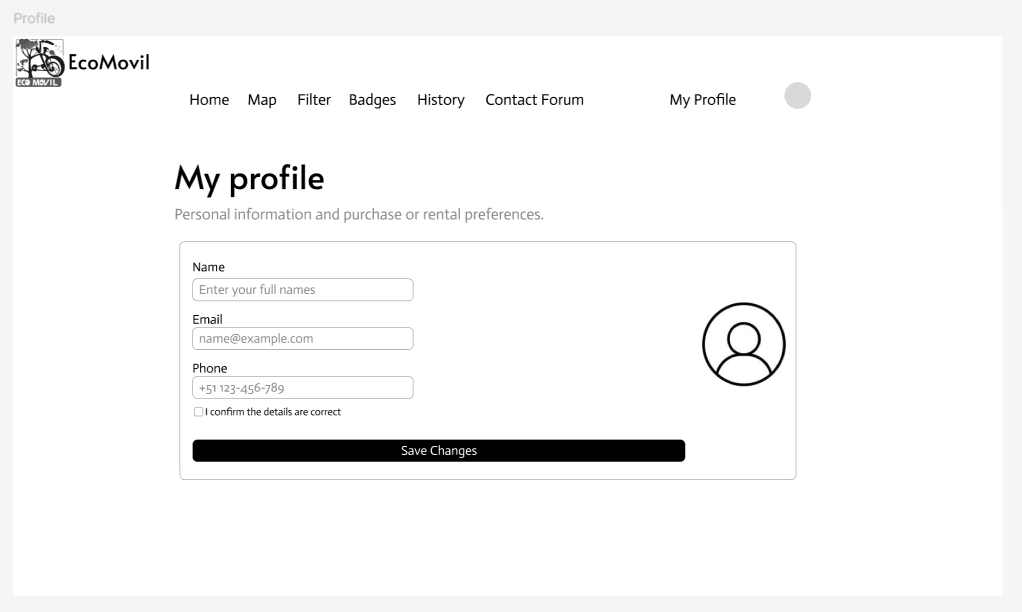 Profile
EcoMovil
ECO MOVIL
Home Map Filter Badges History Contact Forum My Profile
My profile
Personal information and purchase or rental preferences.
Name
Enter your full names
Email
name@example.com
Phone
+51 123-456-789
I confirm the details are correct
Save Changes